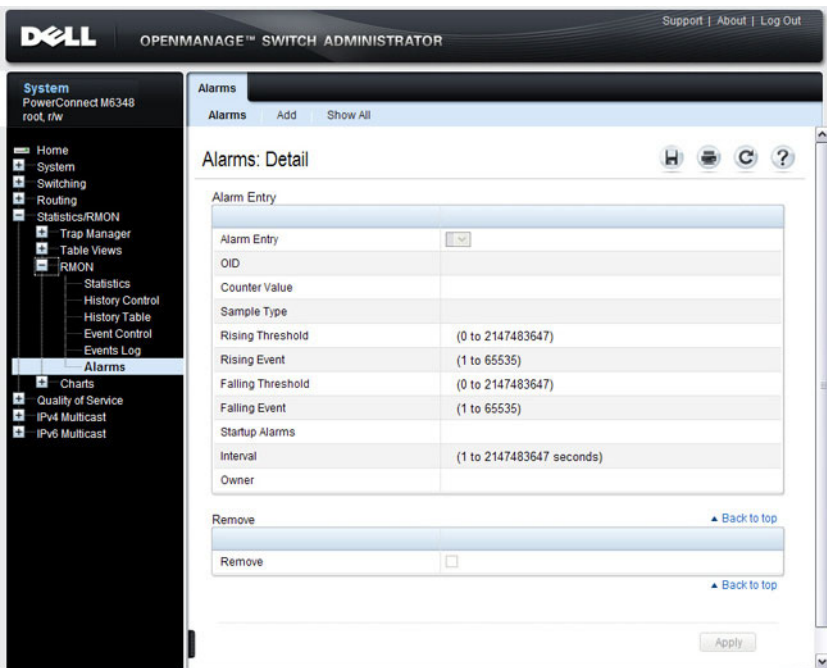 Support | About | Log Out
DELL OPENMANAGE™ SWITCH ADMINISTRATOR
System
PowerConnect M6348
root, r/w
Home
System
Switching
Routing
Statistics/RMON
Trap Manager
Table Views
RMON
Statistics
History Control
History Table
Event Control
Events Log
Alarms
Charts
Quality of Service
IPv4 Multicast
IPv6 Multicast
Alarms
Alarms Add Show All
Alarms: Detail
Alarm Entry
Alarm Entry
OID
Counter Value
Sample Type
Rising Threshold (0 to 2147483647)
Rising Event (1 to 65535)
Falling Threshold (0 to 2147483647)
Falling Event (1 to 65535)
Startup Alarms
Interval (1 to 2147483647 seconds)
Owner
Remove Back to top
Remove
Back to top
Apply